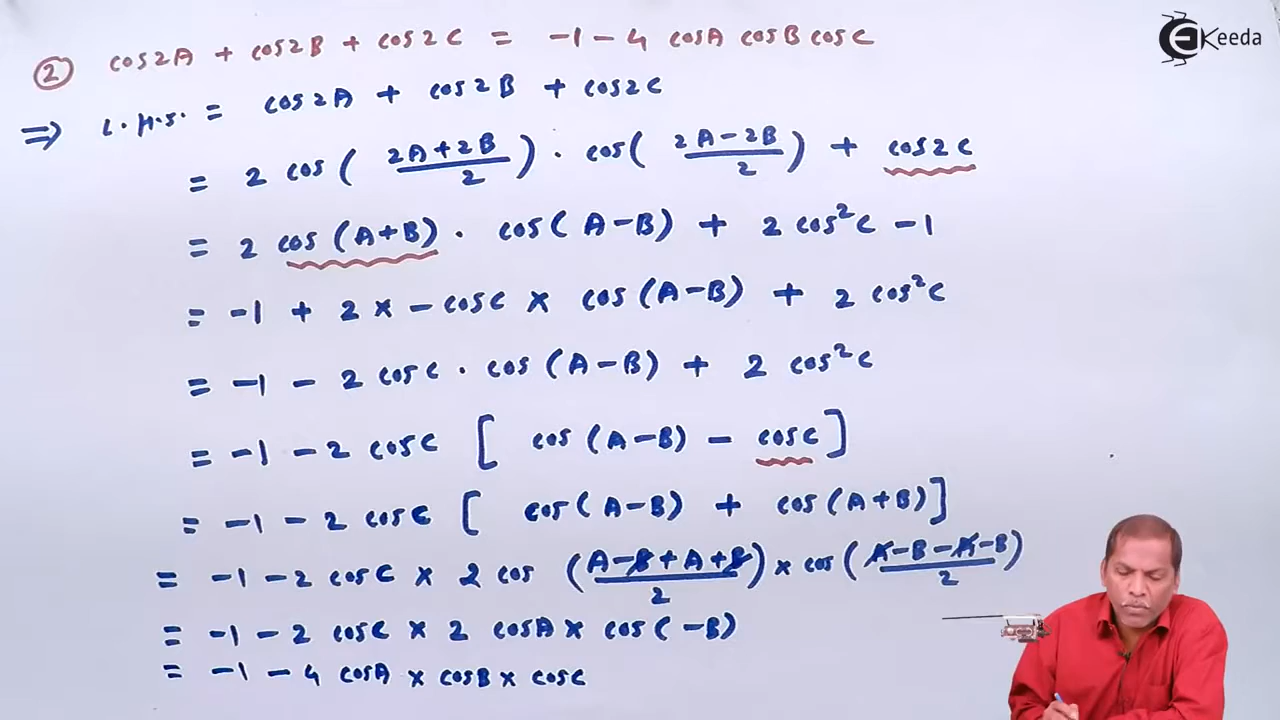 ② cos2A + cos2B + cos2C = -1 - 4 cosA cosB cosC
Keeda
⇒ L.H.S. = cos2A + cos2B + cos2C
= 2 cos( 2A+2B / 2 ) · cos( 2A-2B / 2 ) + cos2C
= 2 cos(A+B) · cos(A-B) + 2 cos²C - 1
= -1 + 2 × - cosC × cos(A-B) + 2 cos²C
= -1 - 2 cosC · cos(A-B) + 2 cos²C
= -1 - 2 cosC [ cos(A-B) - cosC ]
= -1 - 2 cosC [ cos(A-B) + cos(A+B) ]
= -1 - 2 cosC × 2 cos ( A-B+A+B / 2 ) × cos ( A-B-A-B / 2 )
= -1 - 2 cosC × 2 cosA × cos(-B)
= -1 - 4 cosA × cosB × cosC